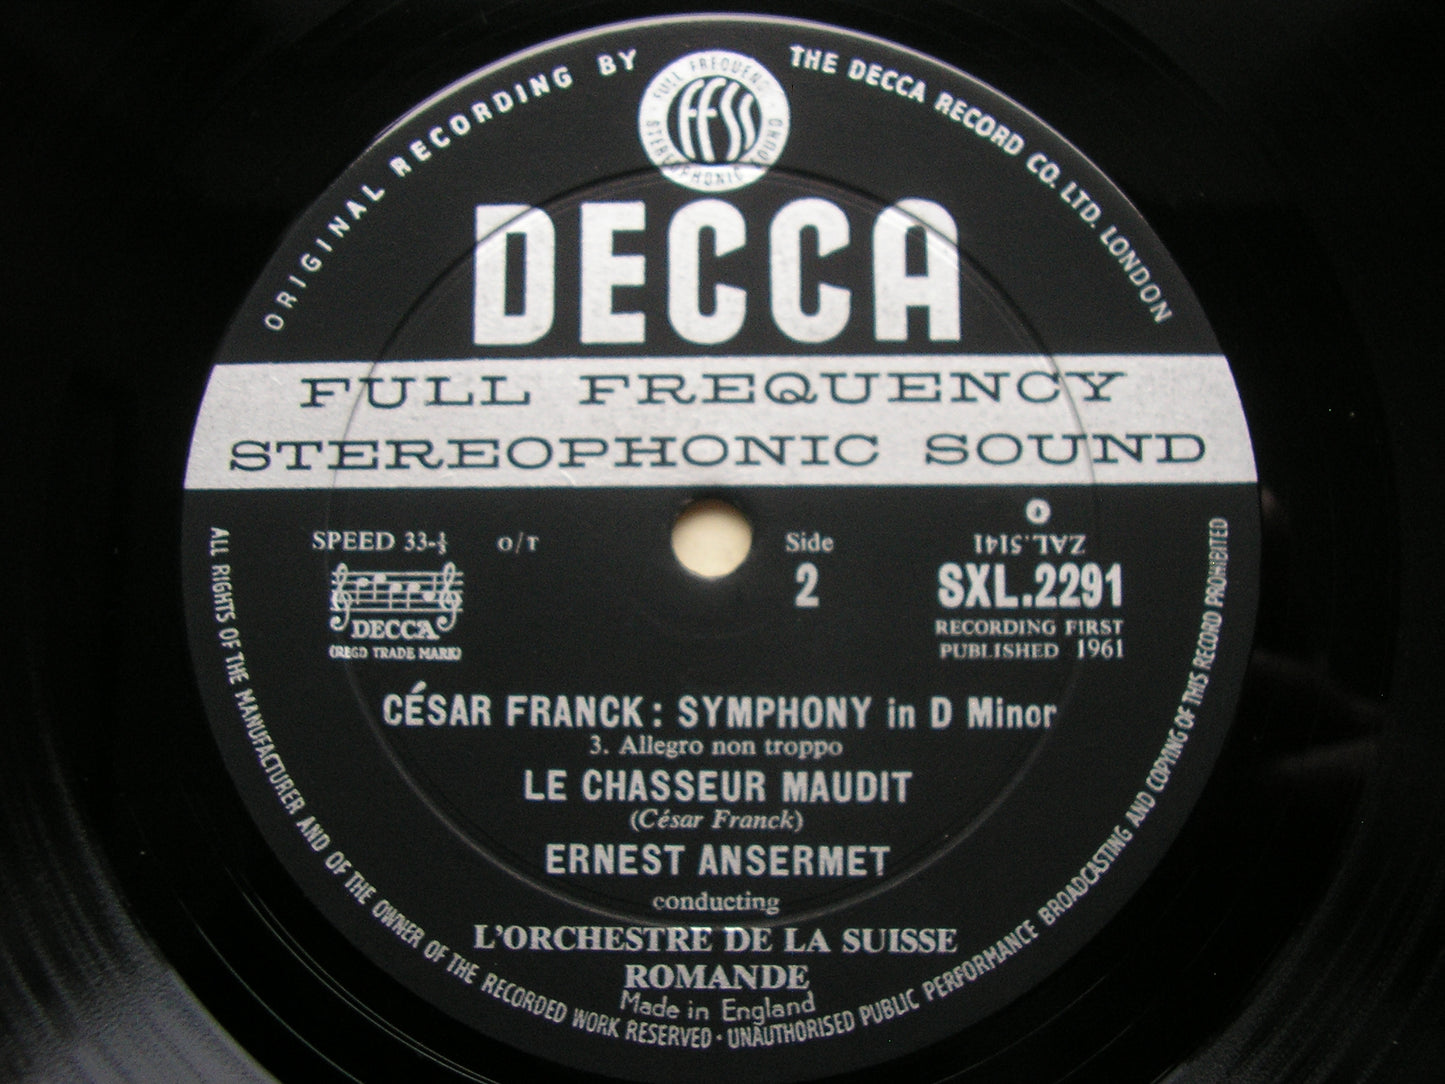 ORIGINAL RECORDING BY
THE DECCA RECORD CO. LTD. LONDON
FULL FREQUENCY
STEREOPHONIC SOUND
FFSS
DECCA
FULL FREQUENCY
STEREOPHONIC SOUND
SPEED 33-⅓ O/T
Side
2
O
ZAL.5141
SXL.2291
RECORDING FIRST
PUBLISHED 1961
DECCA
(REGD TRADE MARK)
CÉSAR FRANCK: SYMPHONY in D Minor
3. Allegro non troppo
LE CHASSEUR MAUDIT
(César Franck)
ERNEST ANSERMET
conducting
L'ORCHESTRE DE LA SUISSE
ROMANDE
Made in England
ALL RIGHTS OF THE MANUFACTURER AND OF THE OWNER OF THE RECORDED WORK RESERVED · UNAUTHORISED PUBLIC PERFORMANCE BROADCASTING AND COPYING OF THIS RECORD PROHIBITED